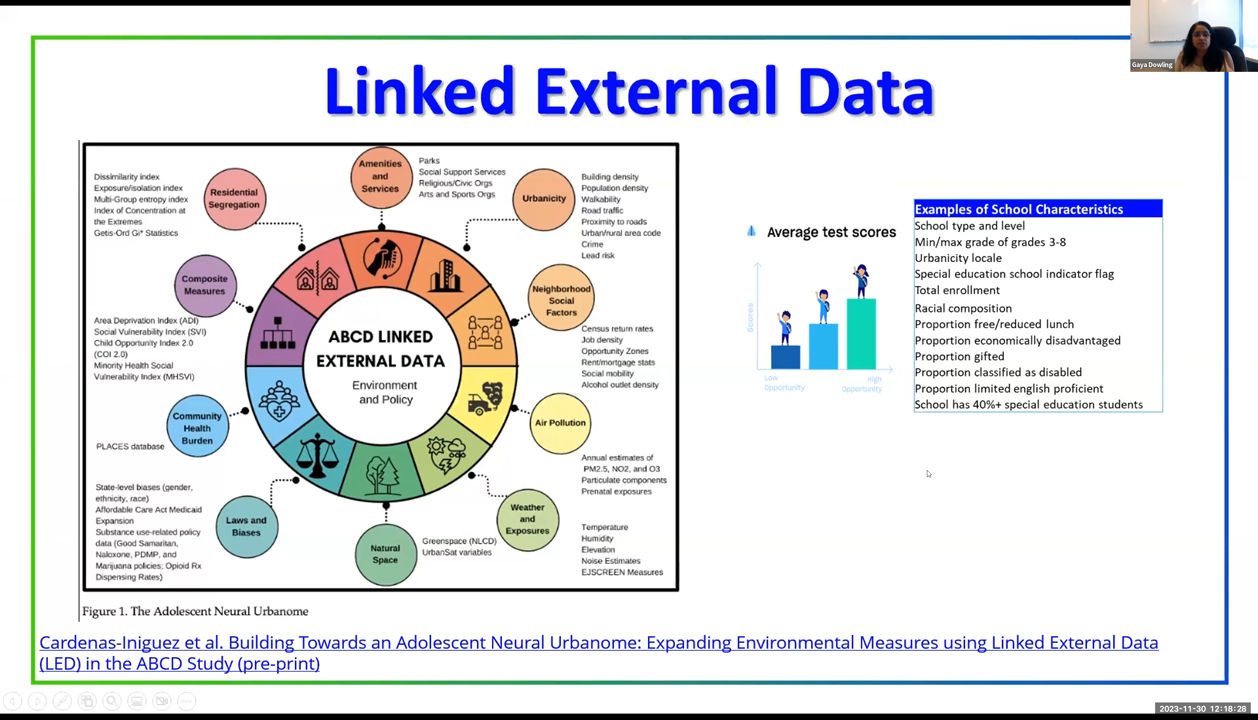 Gaya Dowling
Linked External Data
Amenities
and
Services
Parks
Social Support Services
Religious/Civic Orgs
Arts and Sports Orgs
Dissimilarity index
Exposure/isolation index
Multi-Group entropy index
Index of Concentration at
the Extremes
Getis-Ord Gi* Statistics
Residential
Segregation
Urbanicity
Building density
Population density
Walkability
Road traffic
Proximity to roads
Urban/rural area code
Crime
Lead risk
Composite
Measures
Neighborhood
Social
Factors
Area Deprivation Index (ADI)
Social Vulnerability Index (SVI)
Child Opportunity Index 2.0
(COI 2.0)
Minority Health Social
Vulnerability Index (MHSVI)
ABCD LINKED
EXTERNAL DATA
Environment
and Policy
Census return rates
Job density
Opportunity Zones
Rent/mortgage stats
Social mobility
Alcohol outlet density
Community
Health
Burden
PLACES database
Air Pollution
Annual estimates of
PM2.5, NO2, and O3
Particulate components
Prenatal exposures
State-level biases (gender,
ethnicity, race)
Affordable Care Act Medicaid
Expansion
Substance use-related policy
data (Good Samaritan,
Naloxone, PDMP, and
Marijuana policies; Opioid Rx
Dispensing Rates)
Laws and
Biases
Natural
Space
Greenspace (NLCD)
UrbanSat variables
Weather
and
Exposures
Temperature
Humidity
Elevation
Noise Estimates
EJSCREEN Measures
Figure 1. The Adolescent Neural Urbanome
Average test scores
Scores
Low
Opportunity
High
Opportunity
Examples of School Characteristics
School type and level
Min/max grade of grades 3-8
Urbanicity locale
Special education school indicator flag
Total enrollment
Racial composition
Proportion free/reduced lunch
Proportion economically disadvantaged
Proportion gifted
Proportion classified as disabled
Proportion limited english proficient
School has 40%+ special education students
Cardenas-Iniguez et al. Building Towards an Adolescent Neural Urbanome: Expanding Environmental Measures using Linked External Data
(LED) in the ABCD Study (pre-print)
2023-11-30 12:18:28